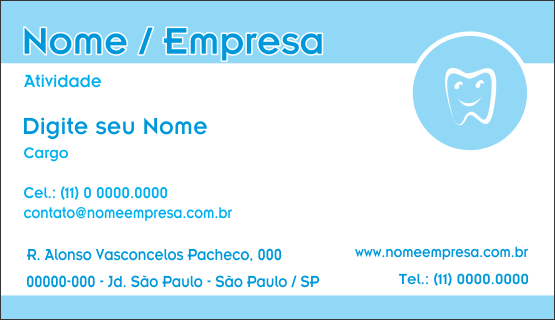 Nome / Empresa
Atividade
Digite seu Nome
Cargo
Cel.: (11) 0 0000.0000
contato@nomeempresa.com.br
R. Alonso Vasconcelos Pacheco, 000
00000-000 - Jd. São Paulo - São Paulo / SP
www.nomeempresa.com.br
Tel.: (11) 0000.0000